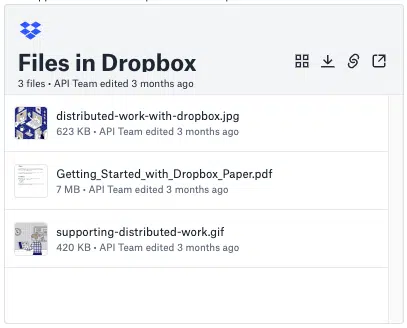 Files in Dropbox
3 files • API Team edited 3 months ago
distributed-work-with-dropbox.jpg
623 KB • API Team edited 3 months ago
Getting_Started_with_Dropbox_Paper.pdf
7 MB • API Team edited 3 months ago
supporting-distributed-work.gif
420 KB • API Team edited 3 months ago